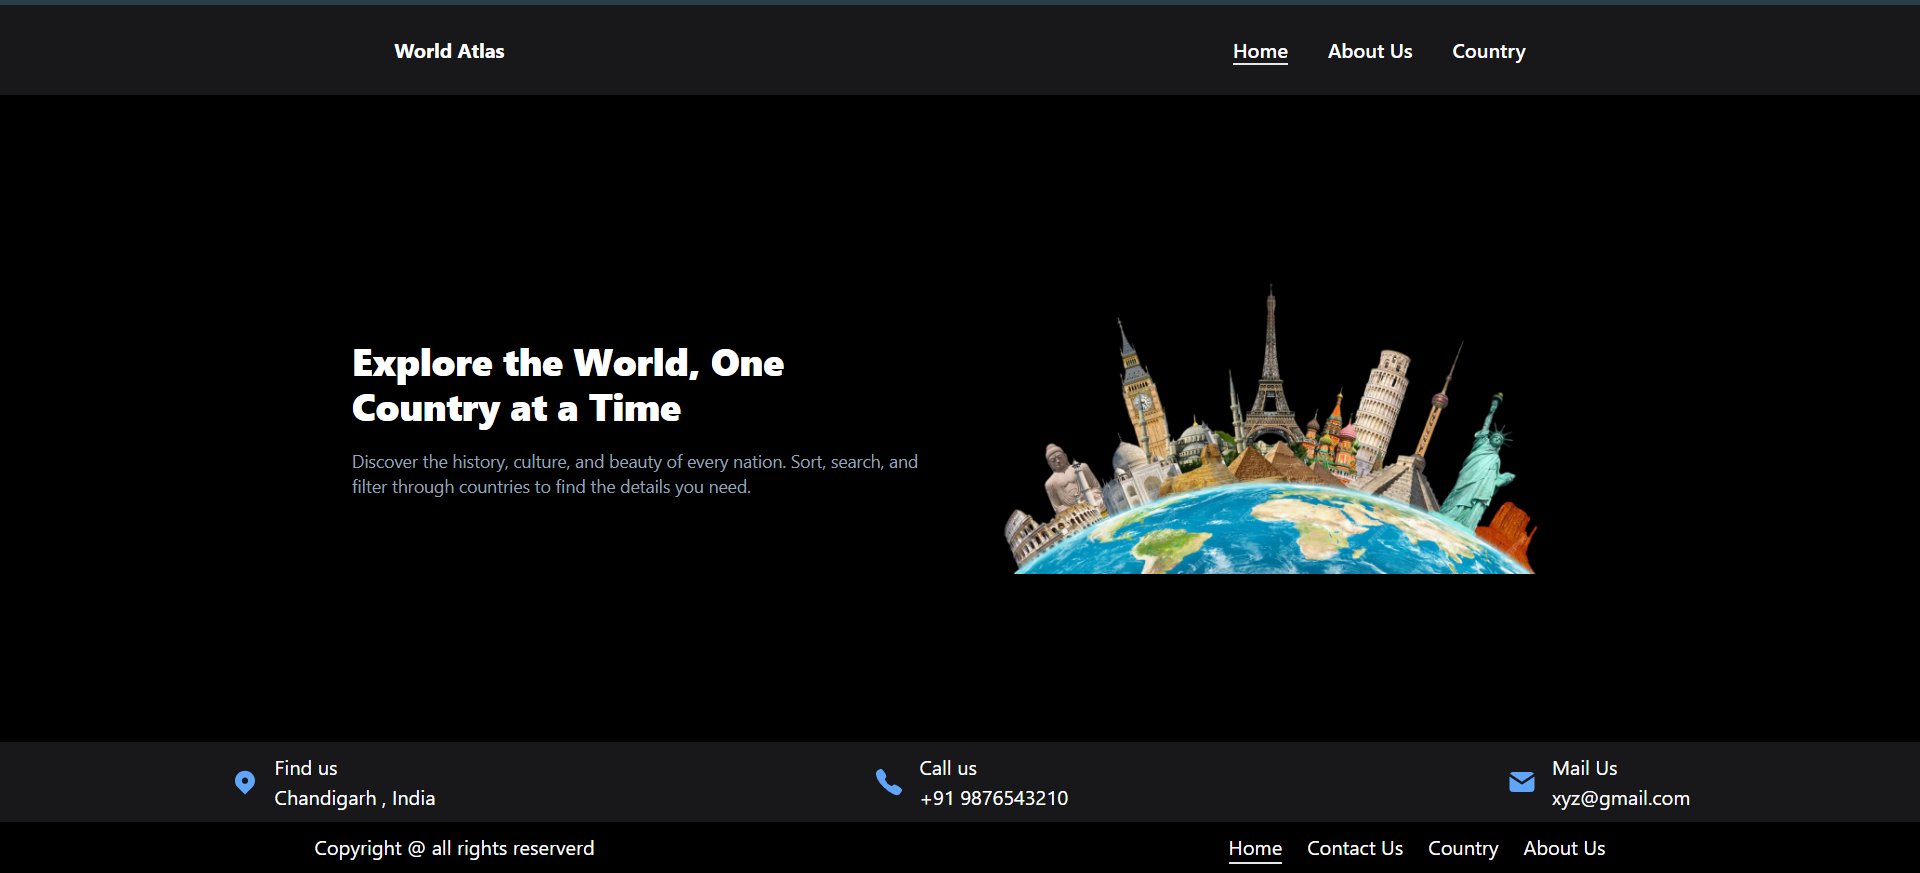 World Atlas
Home About Us Country
Explore the World, One
Country at a Time
Discover the history, culture, and beauty of every nation. Sort, search, and
filter through countries to find the details you need.
Find us
Chandigarh , India
Call us
+91 9876543210
Mail Us
xyz@gmail.com
Copyright @ all rights reserverd
Home Contact Us Country About Us